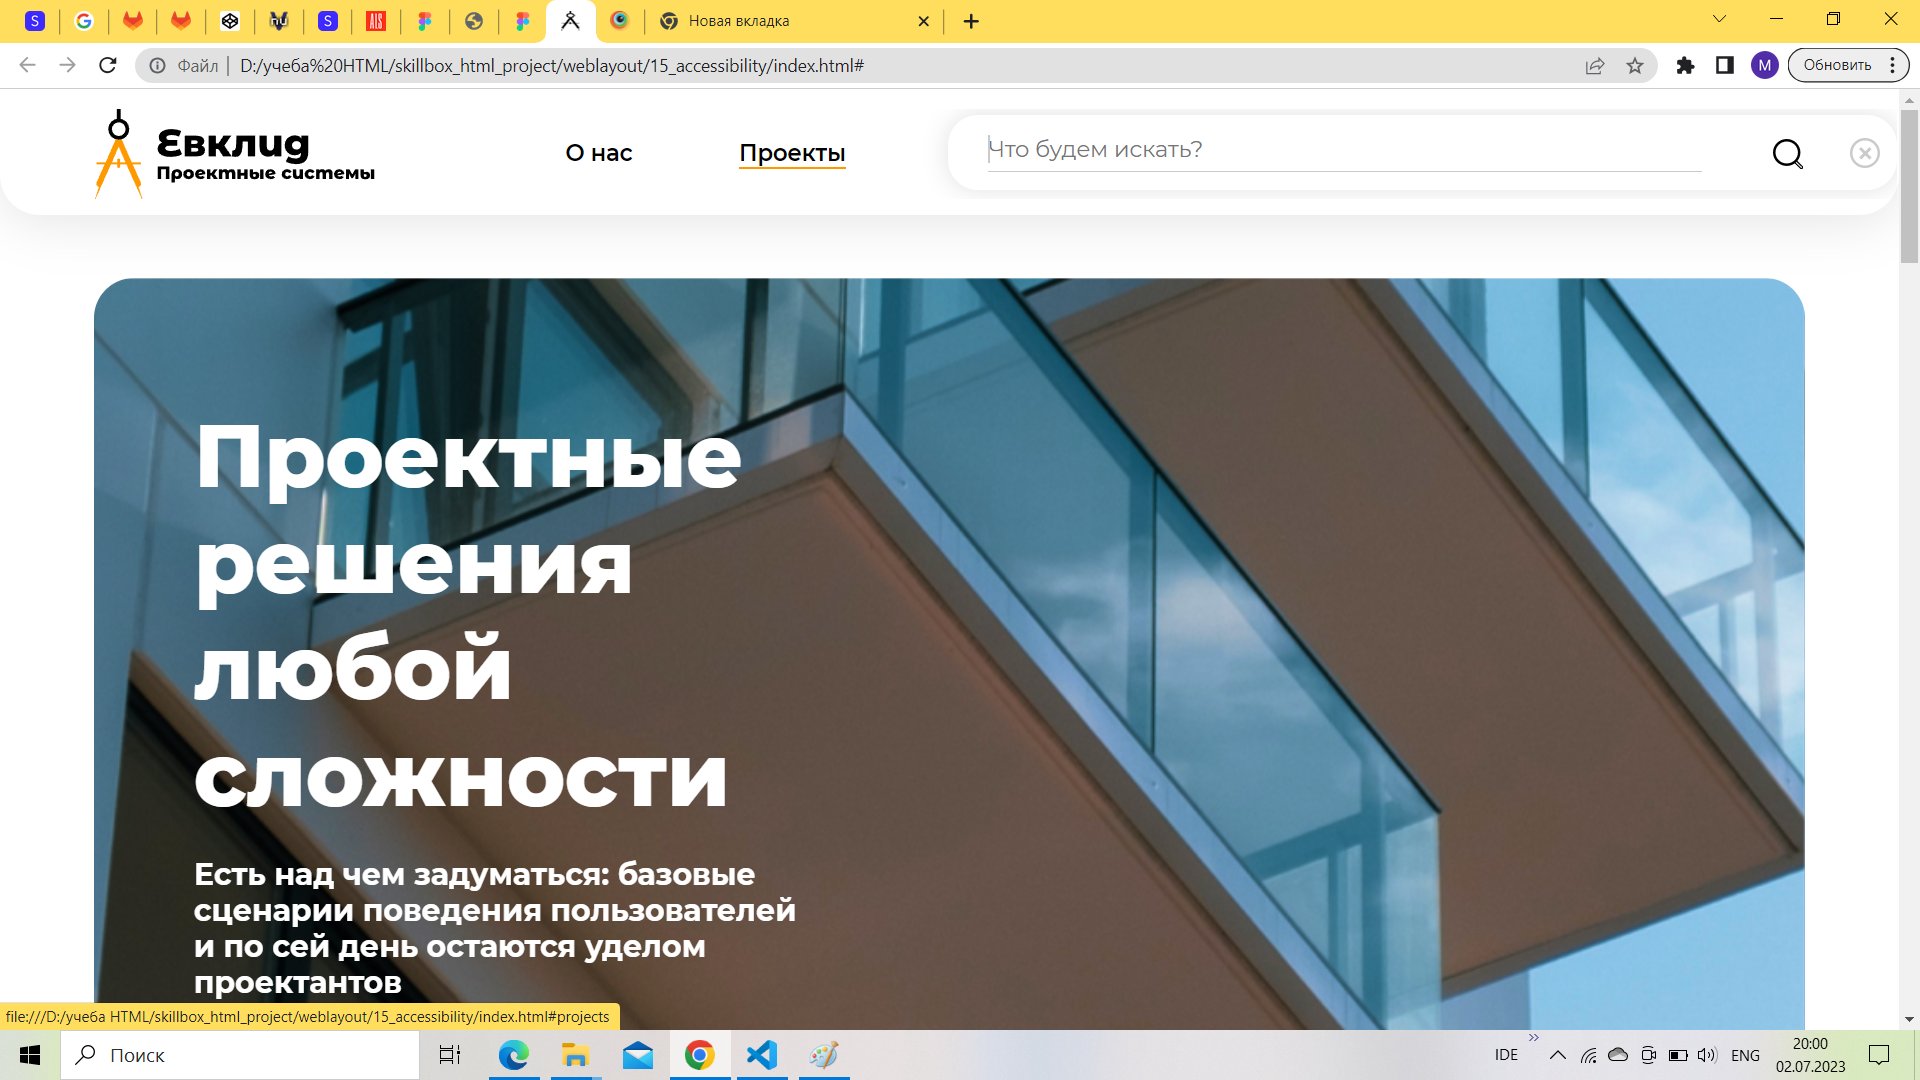 S
S
AIS
Новая вкладка
Файл
D:/учеба%20HTML/skillbox_html_project/weblayout/15_accessibility/index.html#
M
Обновить
Евклид
Проектные системы
О нас
Проекты
Что будем искать?
Проектные
решения
любой
сложности
Есть над чем задуматься: базовые
сценарии поведения пользователей
и по сей день остаются уделом
проектантов
file:///D:/учеба HTML/skillbox_html_project/weblayout/15_accessibility/index.html#projects
Поиск
IDE
ENG
20:00
02.07.2023